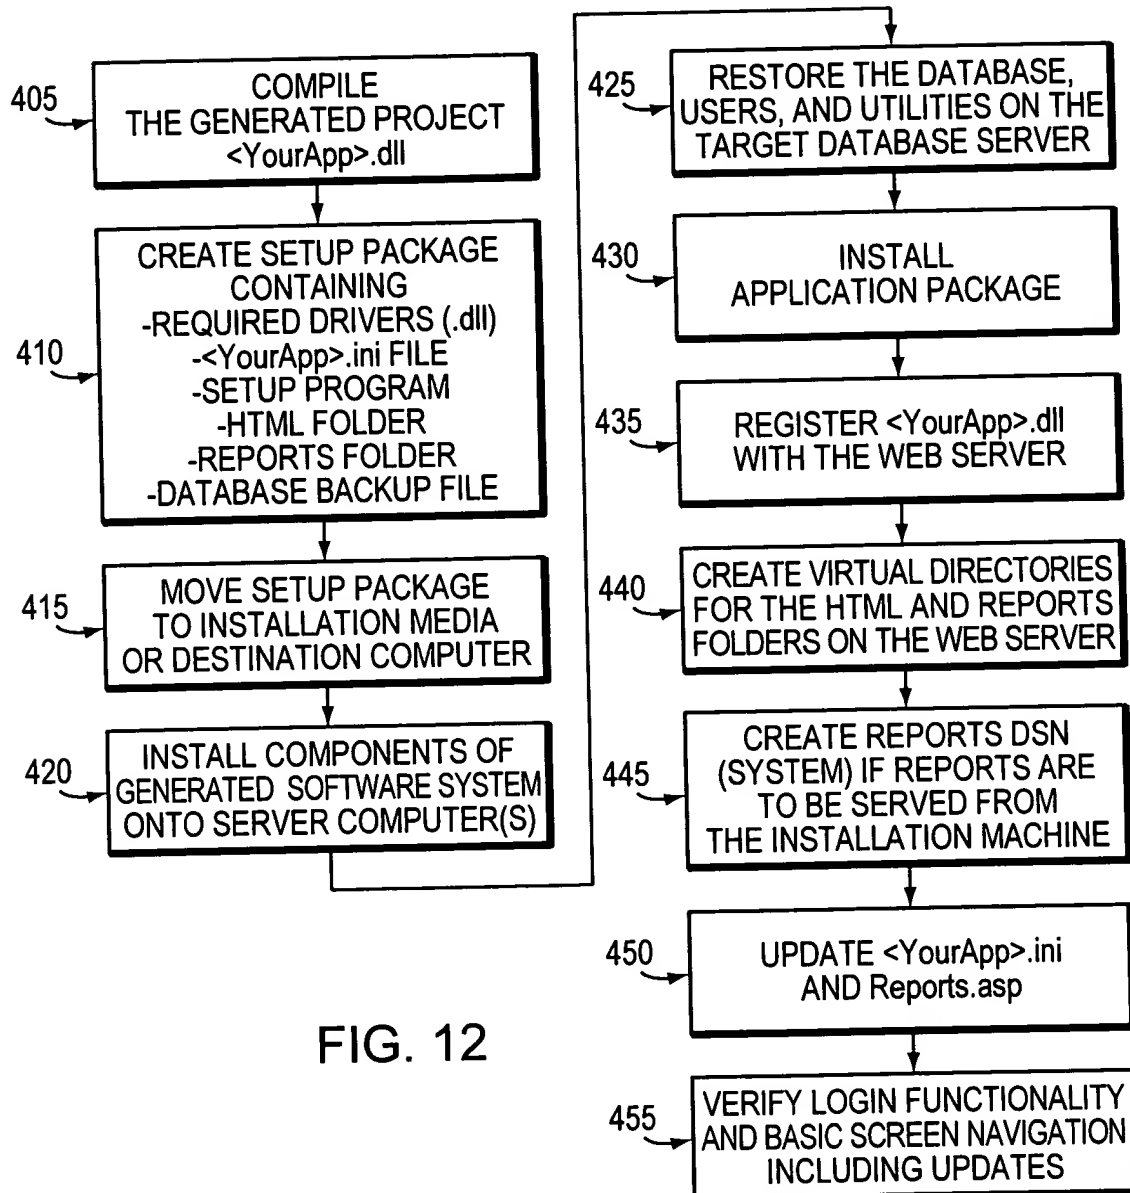 405
COMPILE
THE GENERATED PROJECT
<YourApp>.dll
410
CREATE SETUP PACKAGE
CONTAINING
-REQUIRED DRIVERS (.dll)
-<YourApp>.ini FILE
-SETUP PROGRAM
-HTML FOLDER
-REPORTS FOLDER
-DATABASE BACKUP FILE
415
MOVE SETUP PACKAGE
TO INSTALLATION MEDIA
OR DESTINATION COMPUTER
420
INSTALL COMPONENTS OF
GENERATED SOFTWARE SYSTEM
ONTO SERVER COMPUTER(S)
425
RESTORE THE DATABASE,
USERS, AND UTILITIES ON THE
TARGET DATABASE SERVER
430
INSTALL
APPLICATION PACKAGE
435
REGISTER <YourApp>.dll
WITH THE WEB SERVER
440
CREATE VIRTUAL DIRECTORIES
FOR THE HTML AND REPORTS
FOLDERS ON THE WEB SERVER
445
CREATE REPORTS DSN
(SYSTEM) IF REPORTS ARE
TO BE SERVED FROM
THE INSTALLATION MACHINE
450
UPDATE <YourApp>.ini
AND Reports.asp
455
VERIFY LOGIN FUNCTIONALITY
AND BASIC SCREEN NAVIGATION
INCLUDING UPDATES
FIG. 12